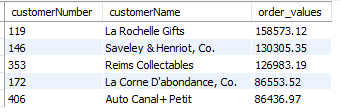 customerNumber customerName order_values
119 La Rochelle Gifts 158573.12
146 Saveley & Henriot, Co. 130305.35
353 Reims Collectables 126983.19
172 La Corne D'abondance, Co. 86553.52
406 Auto Canal+ Petit 86436.97